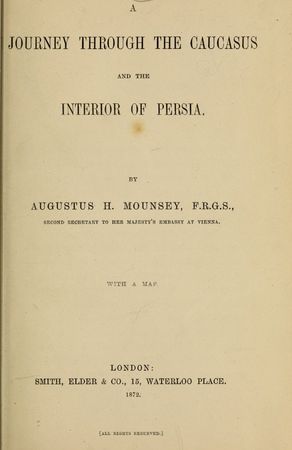 A
JOURNEY THROUGH THE CAUCASUS
AND THE
INTERIOR OF PERSIA.
BY
AUGUSTUS H. MOUNSEY, F.R.G.S.,
SECOND SECRETARY TO HER MAJESTY'S EMBASSY AT VIENNA.
WITH A MAP.
LONDON:
SMITH, ELDER & CO., 15, WATERLOO PLACE.
1872.
[ALL RIGHTS RESERVED.]